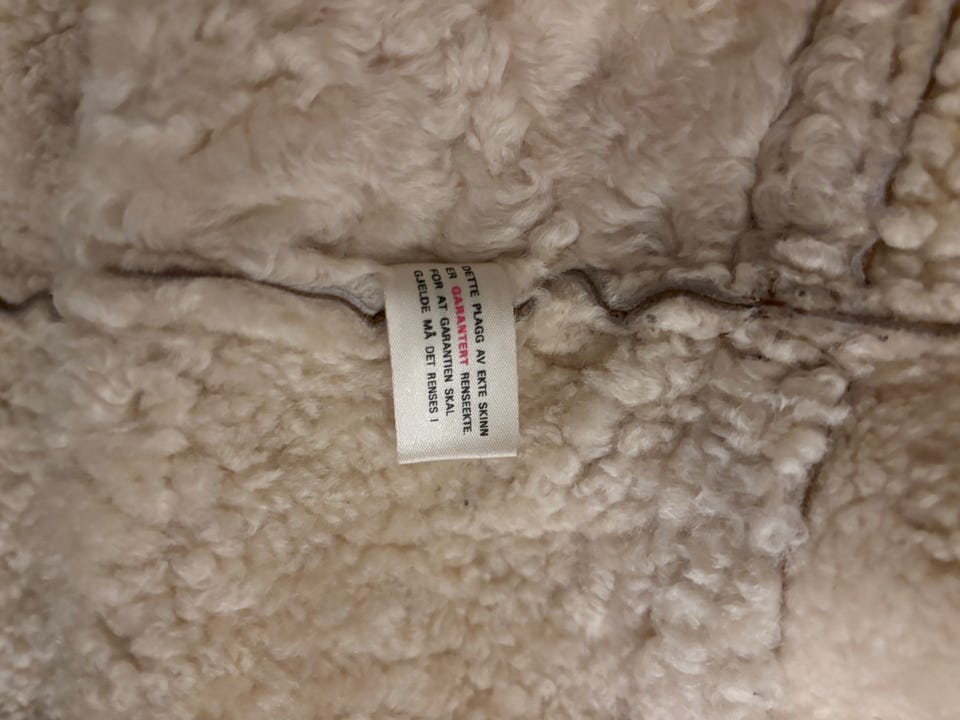 DETTE PLAGG AV EKTE SKINN
ER GARANTERT RENSEEKTE.
FOR AT GARANTIEN SKAL
GJELDE MÅ DET RENSES I